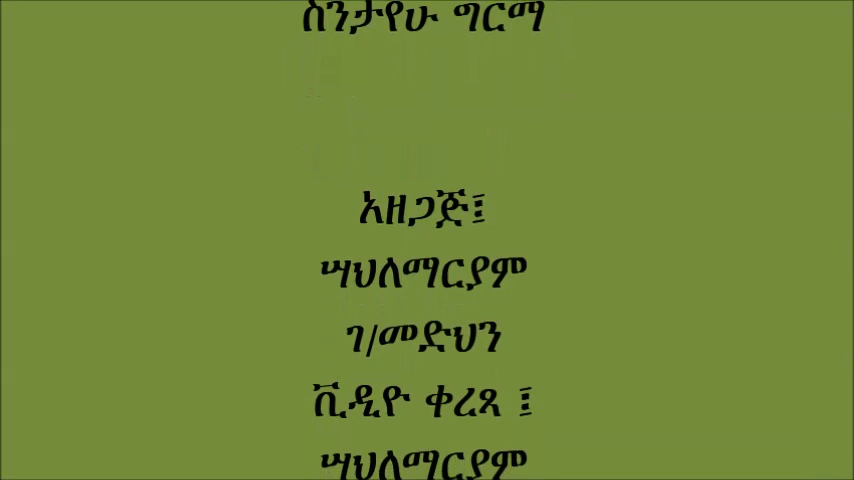 ስንታየሁ ግርማ
አዘጋጅ፤
ሣህለማርያም
ገ/መድህን
ቪዲዮ ቀረጻ ፤
ሣህለማርያም